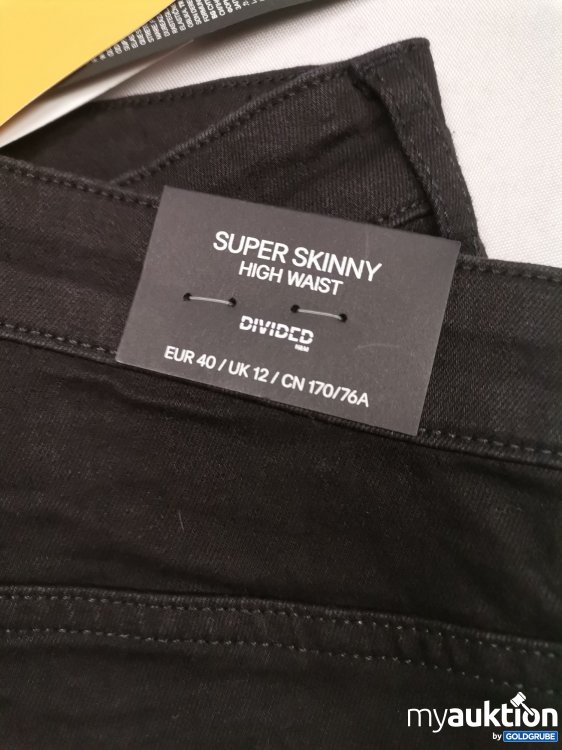 SUPER SKINNY
HIGH WAIST
DIVIDED
H&M
EUR 40 / UK 12 / CN 170/76A
myauktion
by GOLDGRUBE